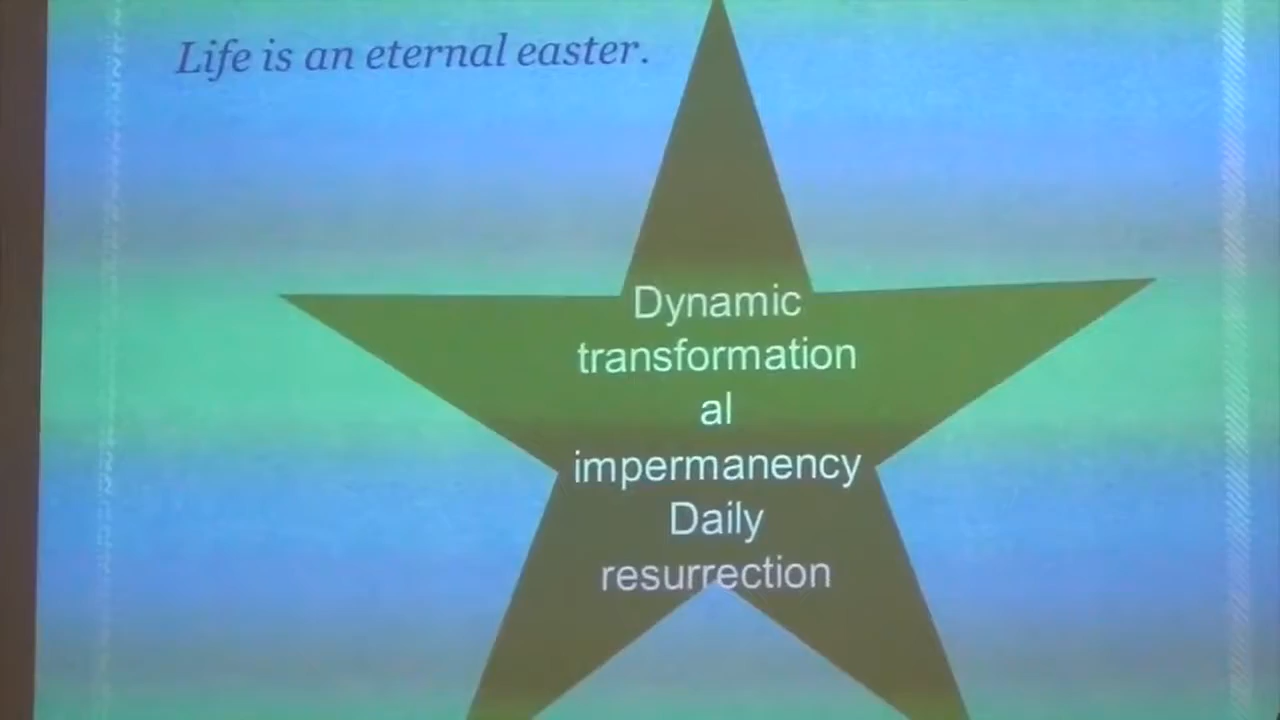 Life is an eternal easter.
Dynamic
transformation
al
impermanency
Daily
resurrection